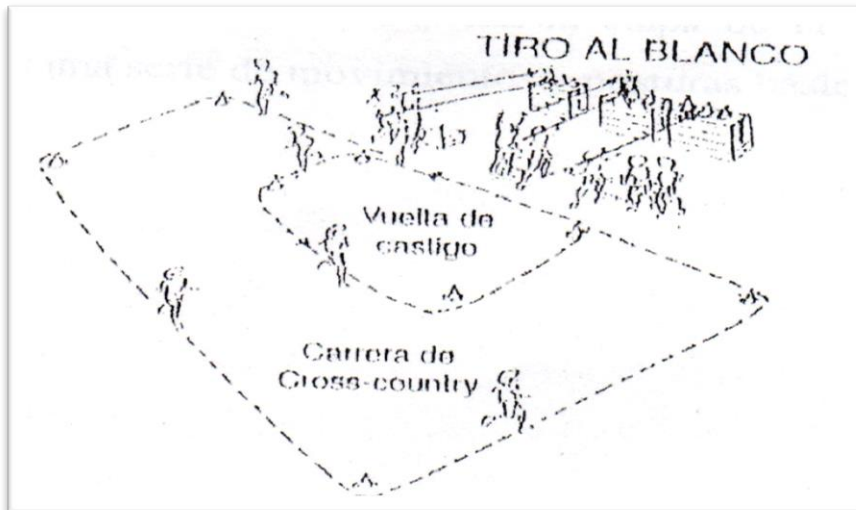 TIRO AL BLANCO
Vuelta de
castigo
Carrera de
Cross-country